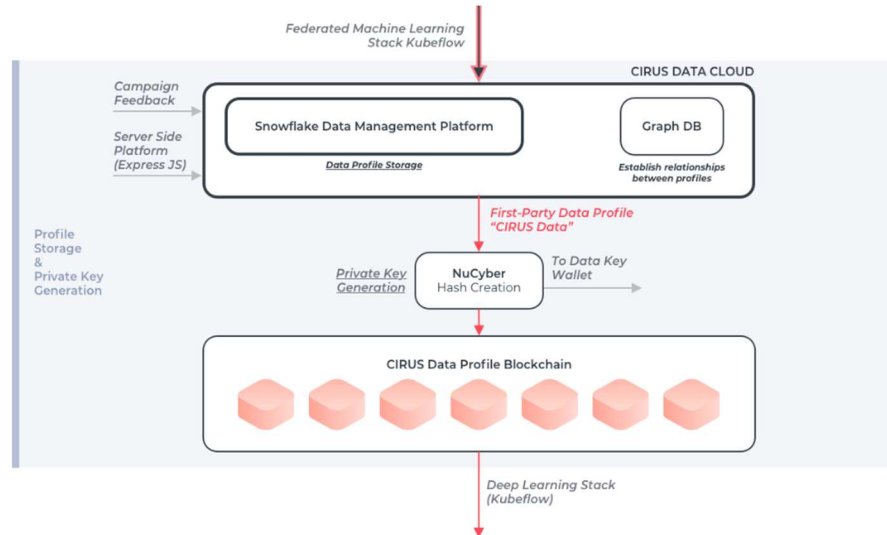 Federated Machine Learning
Stack Kubeflow
CIRUS DATA CLOUD
Campaign
Feedback
Server Side
Platform
(Express JS)
Snowflake Data Management Platform
Data Profile Storage
Graph DB
Establish relationships
between profiles
First-Party Data Profile
“CIRUS Data”
Profile
Storage
&
Private Key
Generation
Private Key
Generation
NuCyber
Hash Creation
To Data Key
Wallet
CIRUS Data Profile Blockchain
Deep Learning Stack
(Kubeflow)